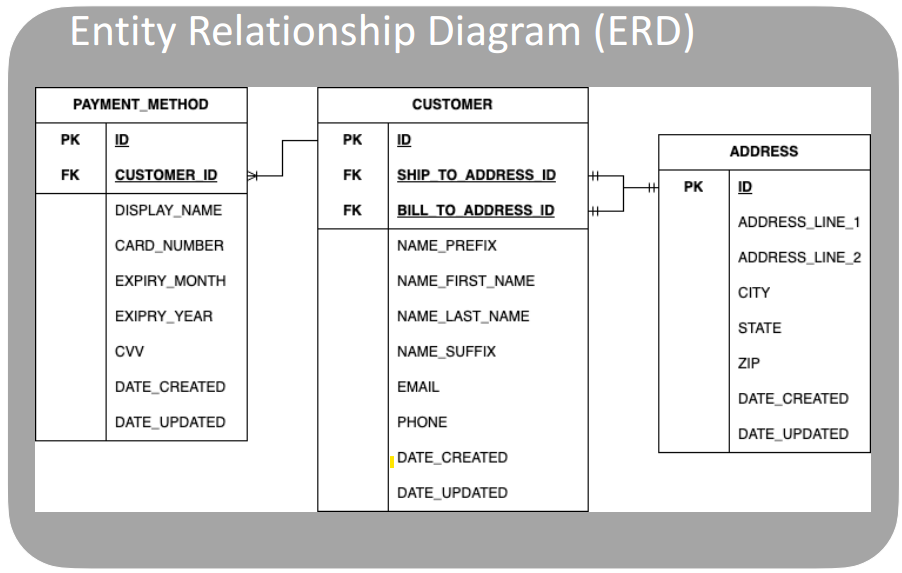 Entity Relationship Diagram (ERD)
PAYMENT_METHOD
PK ID
FK CUSTOMER_ID
DISPLAY_NAME
CARD_NUMBER
EXPIRY_MONTH
EXIPRY_YEAR
CVV
DATE_CREATED
DATE_UPDATED
CUSTOMER
PK ID
FK SHIP_TO_ADDRESS_ID
FK BILL_TO_ADDRESS_ID
NAME_PREFIX
NAME_FIRST_NAME
NAME_LAST_NAME
NAME_SUFFIX
EMAIL
PHONE
DATE_CREATED
DATE_UPDATED
ADDRESS
PK ID
ADDRESS_LINE_1
ADDRESS_LINE_2
CITY
STATE
ZIP
DATE_CREATED
DATE_UPDATED